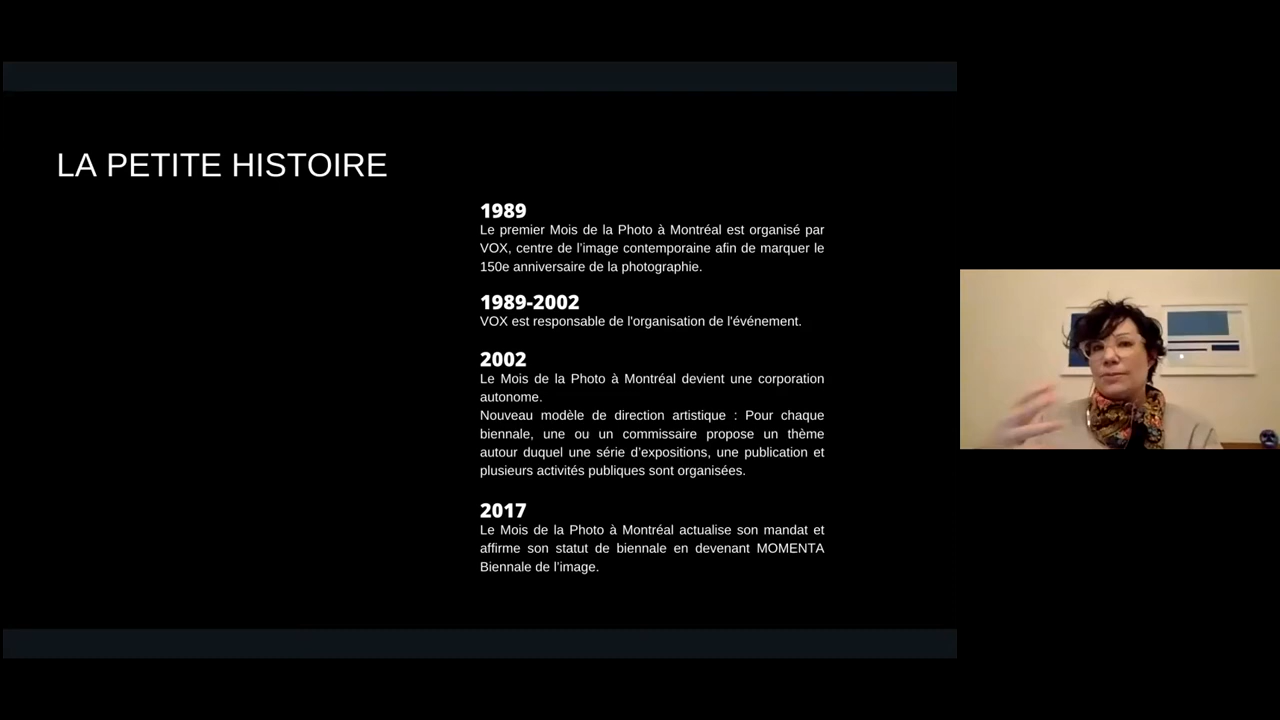 LA PETITE HISTOIRE
1989
Le premier Mois de la Photo à Montréal est organisé par
VOX, centre de l'image contemporaine afin de marquer le
150e anniversaire de la photographie.
1989-2002
VOX est responsable de l'organisation de l'événement.
2002
Le Mois de la Photo à Montréal devient une corporation
autonome.
Nouveau modèle de direction artistique : Pour chaque
biennale, une ou un commissaire propose un thème
autour duquel une série d'expositions, une publication et
plusieurs activités publiques sont organisées.
2017
Le Mois de la Photo à Montréal actualise son mandat et
affirme son statut de biennale en devenant MOMENTA
Biennale de l'image.